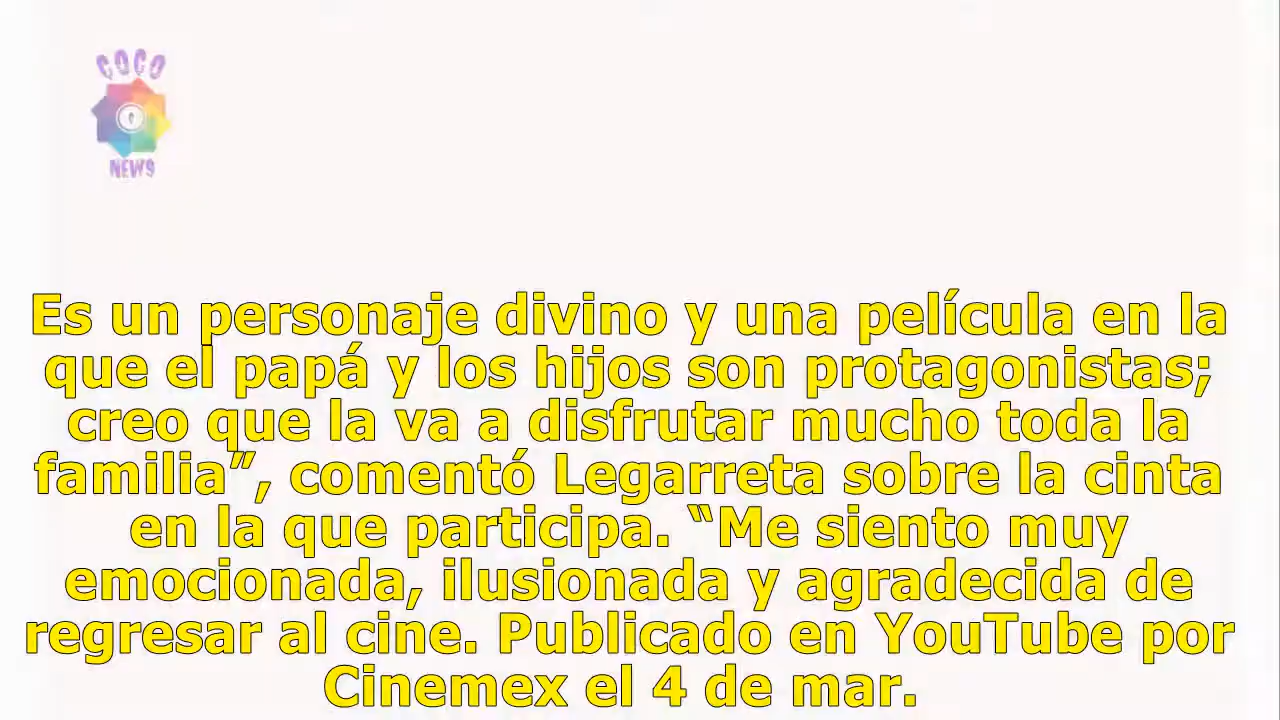 COCO
NEWS
Es un personaje divino y una película en la
que el papá y los hijos son protagonistas;
creo que la va a disfrutar mucho toda la
familia”, comentó Legarreta sobre la cinta
en la que participa. “Me siento muy
emocionada, ilusionada y agradecida de
regresar al cine. Publicado en YouTube por
Cinemex el 4 de mar.